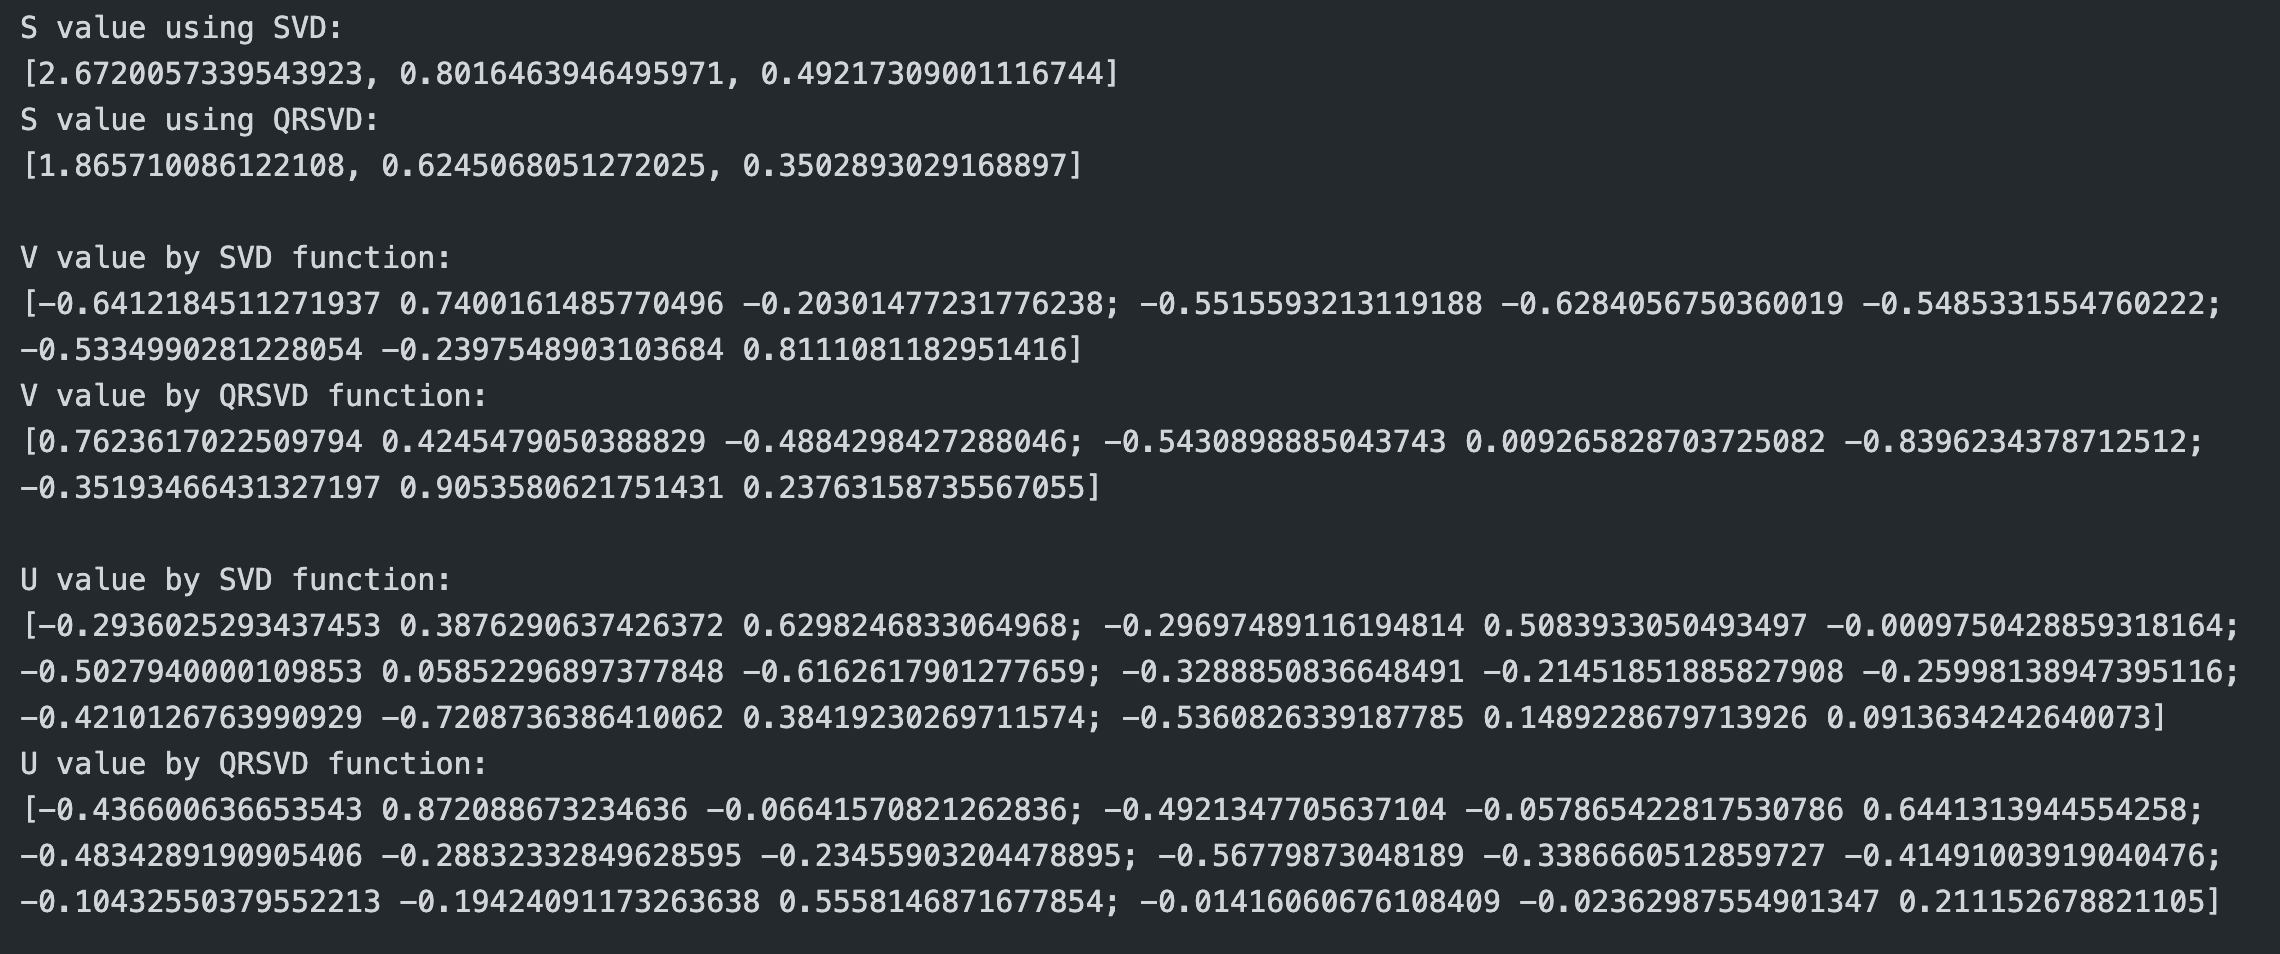 S value using SVD:
[2.6720057339543923, 0.8016463946495971, 0.49217309001116744]
S value using QRSVD:
[1.865710086122108, 0.6245068051272025, 0.3502893029168897]
V value by SVD function:
[-0.6412184511271937 0.7400161485770496 -0.20301477231776238; -0.5515593213119188 -0.6284056750360019 -0.5485331554760222;
-0.5334990281228054 -0.2397548903103684 0.8111081182951416]
V value by QRSVD function:
[0.7623617022509794 0.4245479050388829 -0.4884298427288046; -0.5430898885043743 0.009265828703725082 -0.8396234378712512;
-0.35193466431327197 0.9053580621751431 0.23763158735567055]
U value by SVD function:
[-0.2936025293437453 0.3876290637426372 0.6298246833064968; -0.29697489116194814 0.5083933050493497 -0.0009750428859318164;
-0.5027940000109853 0.05852296897377848 -0.6162617901277659; -0.3288850836648491 -0.21451851885827908 -0.25998138947395116;
-0.4210126763990929 -0.7208736386410062 0.38419230269711574; -0.5360826339187785 0.1489228679713926 0.0913634242640073]
U value by QRSVD function:
[-0.436600636653543 0.872088673234636 -0.06641570821262836; -0.4921347705637104 -0.057865422817530786 0.6441313944554258;
-0.4834289190905406 -0.28832332849628595 -0.23455903204478895; -0.56779873048189 -0.3386660512859727 -0.41491003919040476;
-0.10432550379552213 -0.19424091173263638 0.5558146871677854; -0.01416060676108409 -0.02362987554901347 0.211152678821105]